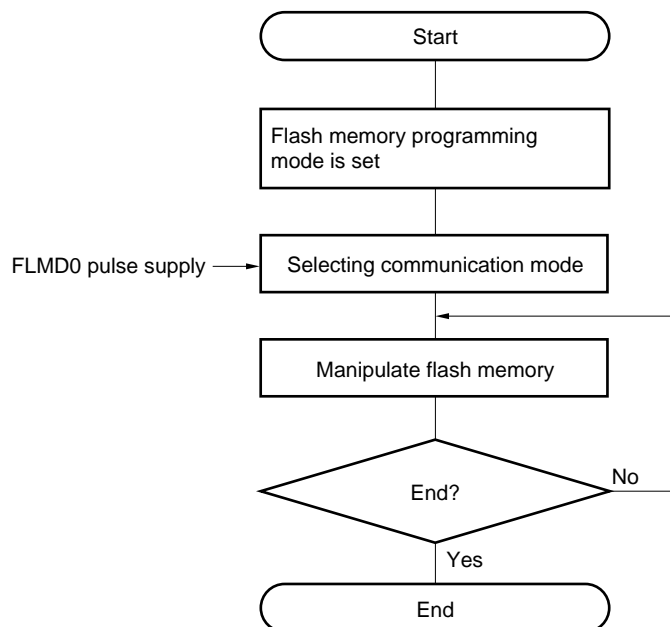 Start
Flash memory programming
mode is set
FLMD0 pulse supply
Selecting communication mode
Manipulate flash memory
End?
No
Yes
End